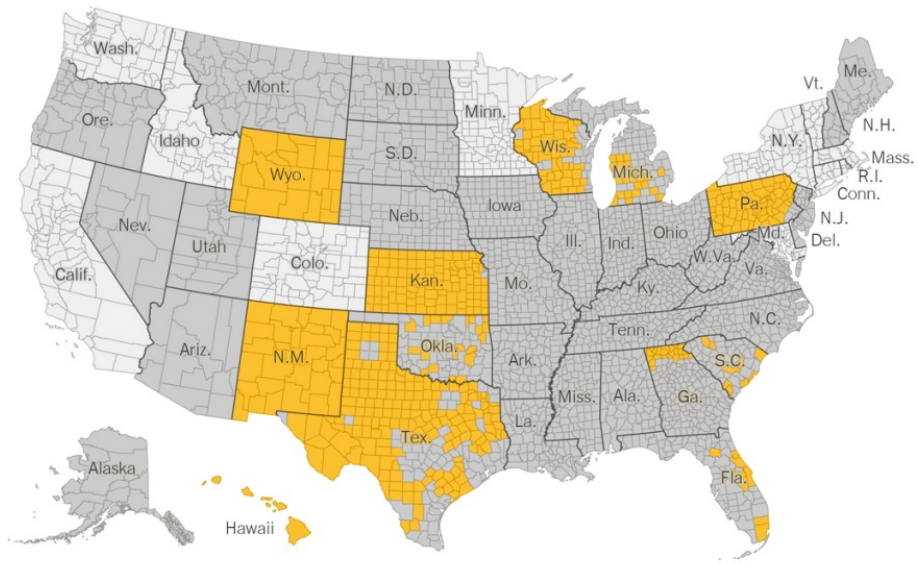 Wash.
Mont.
N.D.
Minn.
Vt.
Me.
Ore.
Idaho
N.Y.
N.H.
Wyo.
S.D.
Wis.
Mich.
Mass.
R.I.
Conn.
Nev.
Utah
Neb.
Iowa
Pa.
N.J.
Calif.
Colo.
Ill.
Ind.
Ohio
Md.
Del.
Kan.
Mo.
W.Va.
Va.
Ky.
Ariz.
N.M.
Okla.
Ark.
Tenn.
N.C.
S.C.
Tex.
La.
Miss.
Ala.
Ga.
Alaska
Hawaii
Fla.